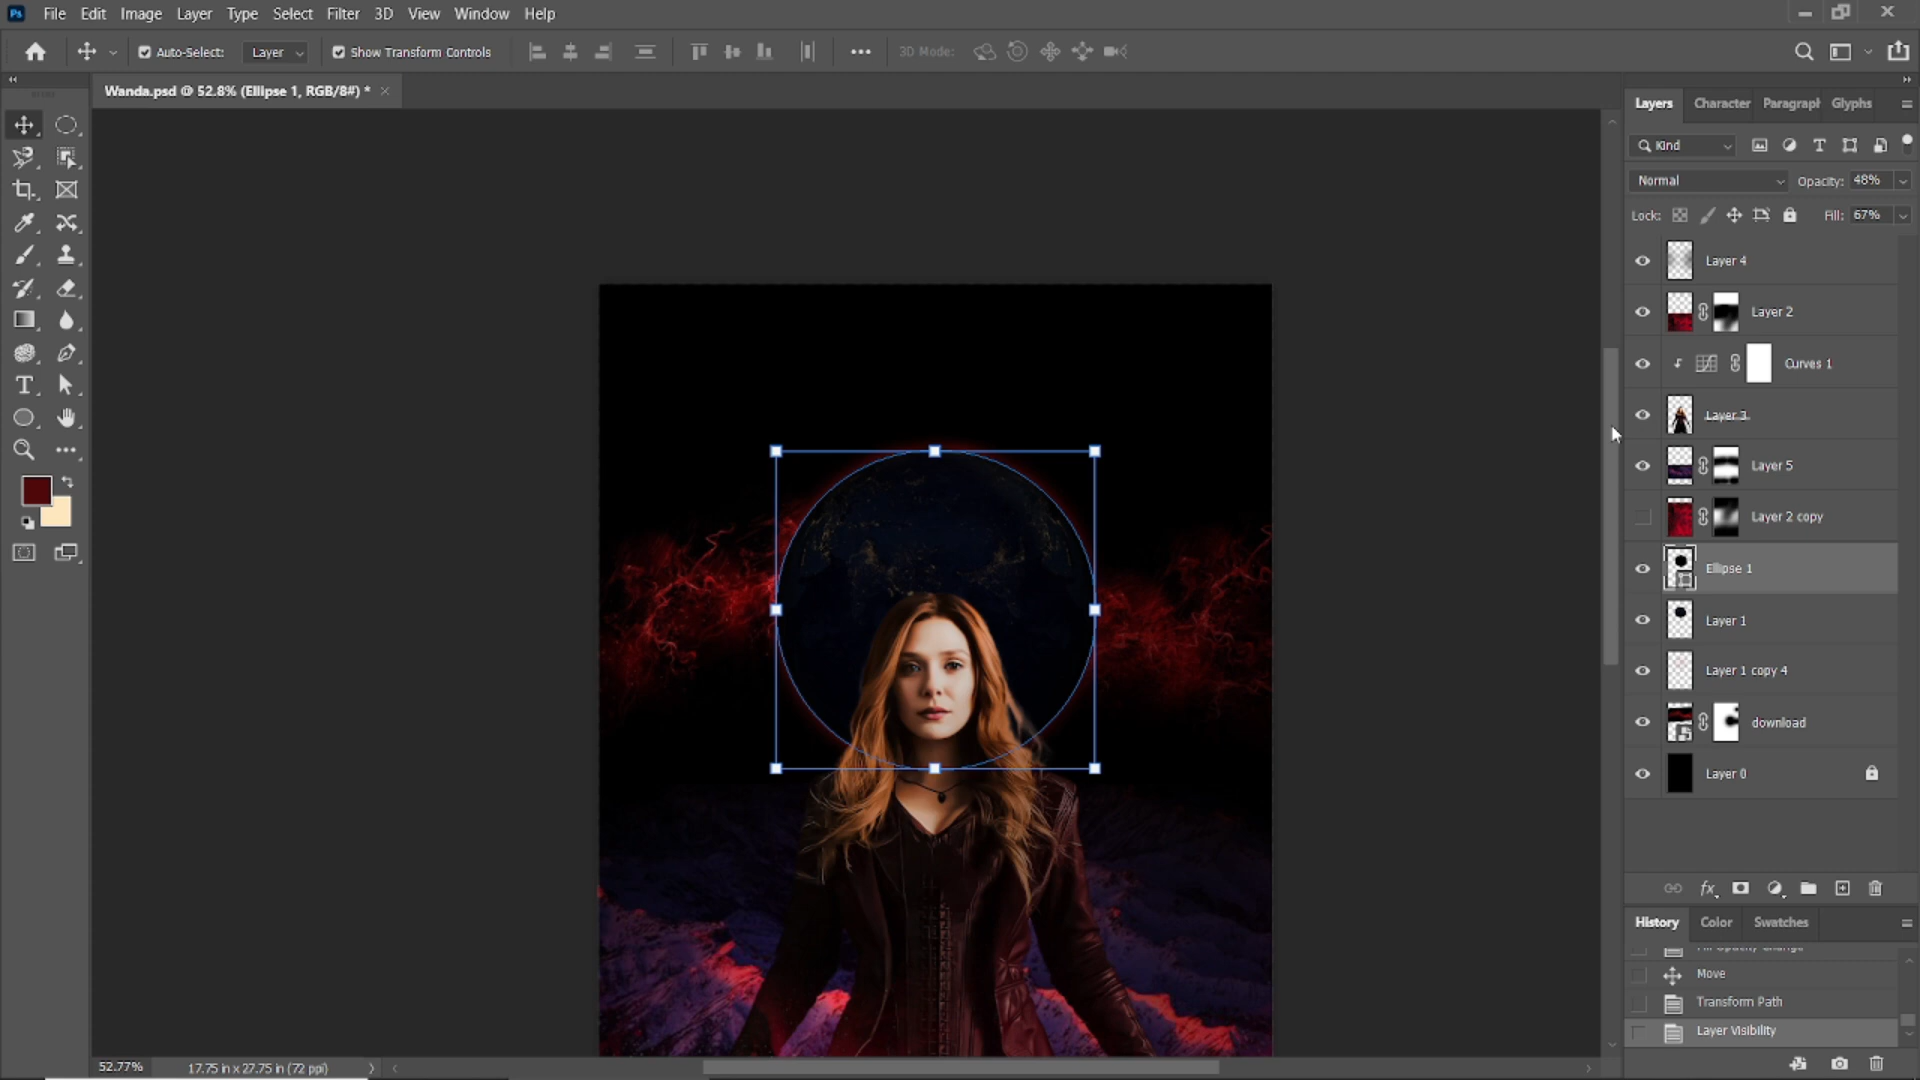 Ps File Edit Image Layer Type Select Filter 3D View Window Help
Auto-Select: Layer Show Transform Controls 3D Mode:
Wanda.psd @ 52.8% (Ellipse 1, RGB/8#) *
Layers Character Paragraph Glyphs
Kind
Normal Opacity: 48%
Lock: Fill: 67%
Layer 4
Layer 2
Curves 1
Layer 3
Layer 5
Layer 2 copy
Ellipse 1
Layer 1
Layer 1 copy 4
download
Layer 0
fx
History Color Swatches
Move
Transform Path
Layer Visibility
52.77% 17.75 in x 27.75 in (72 ppi)